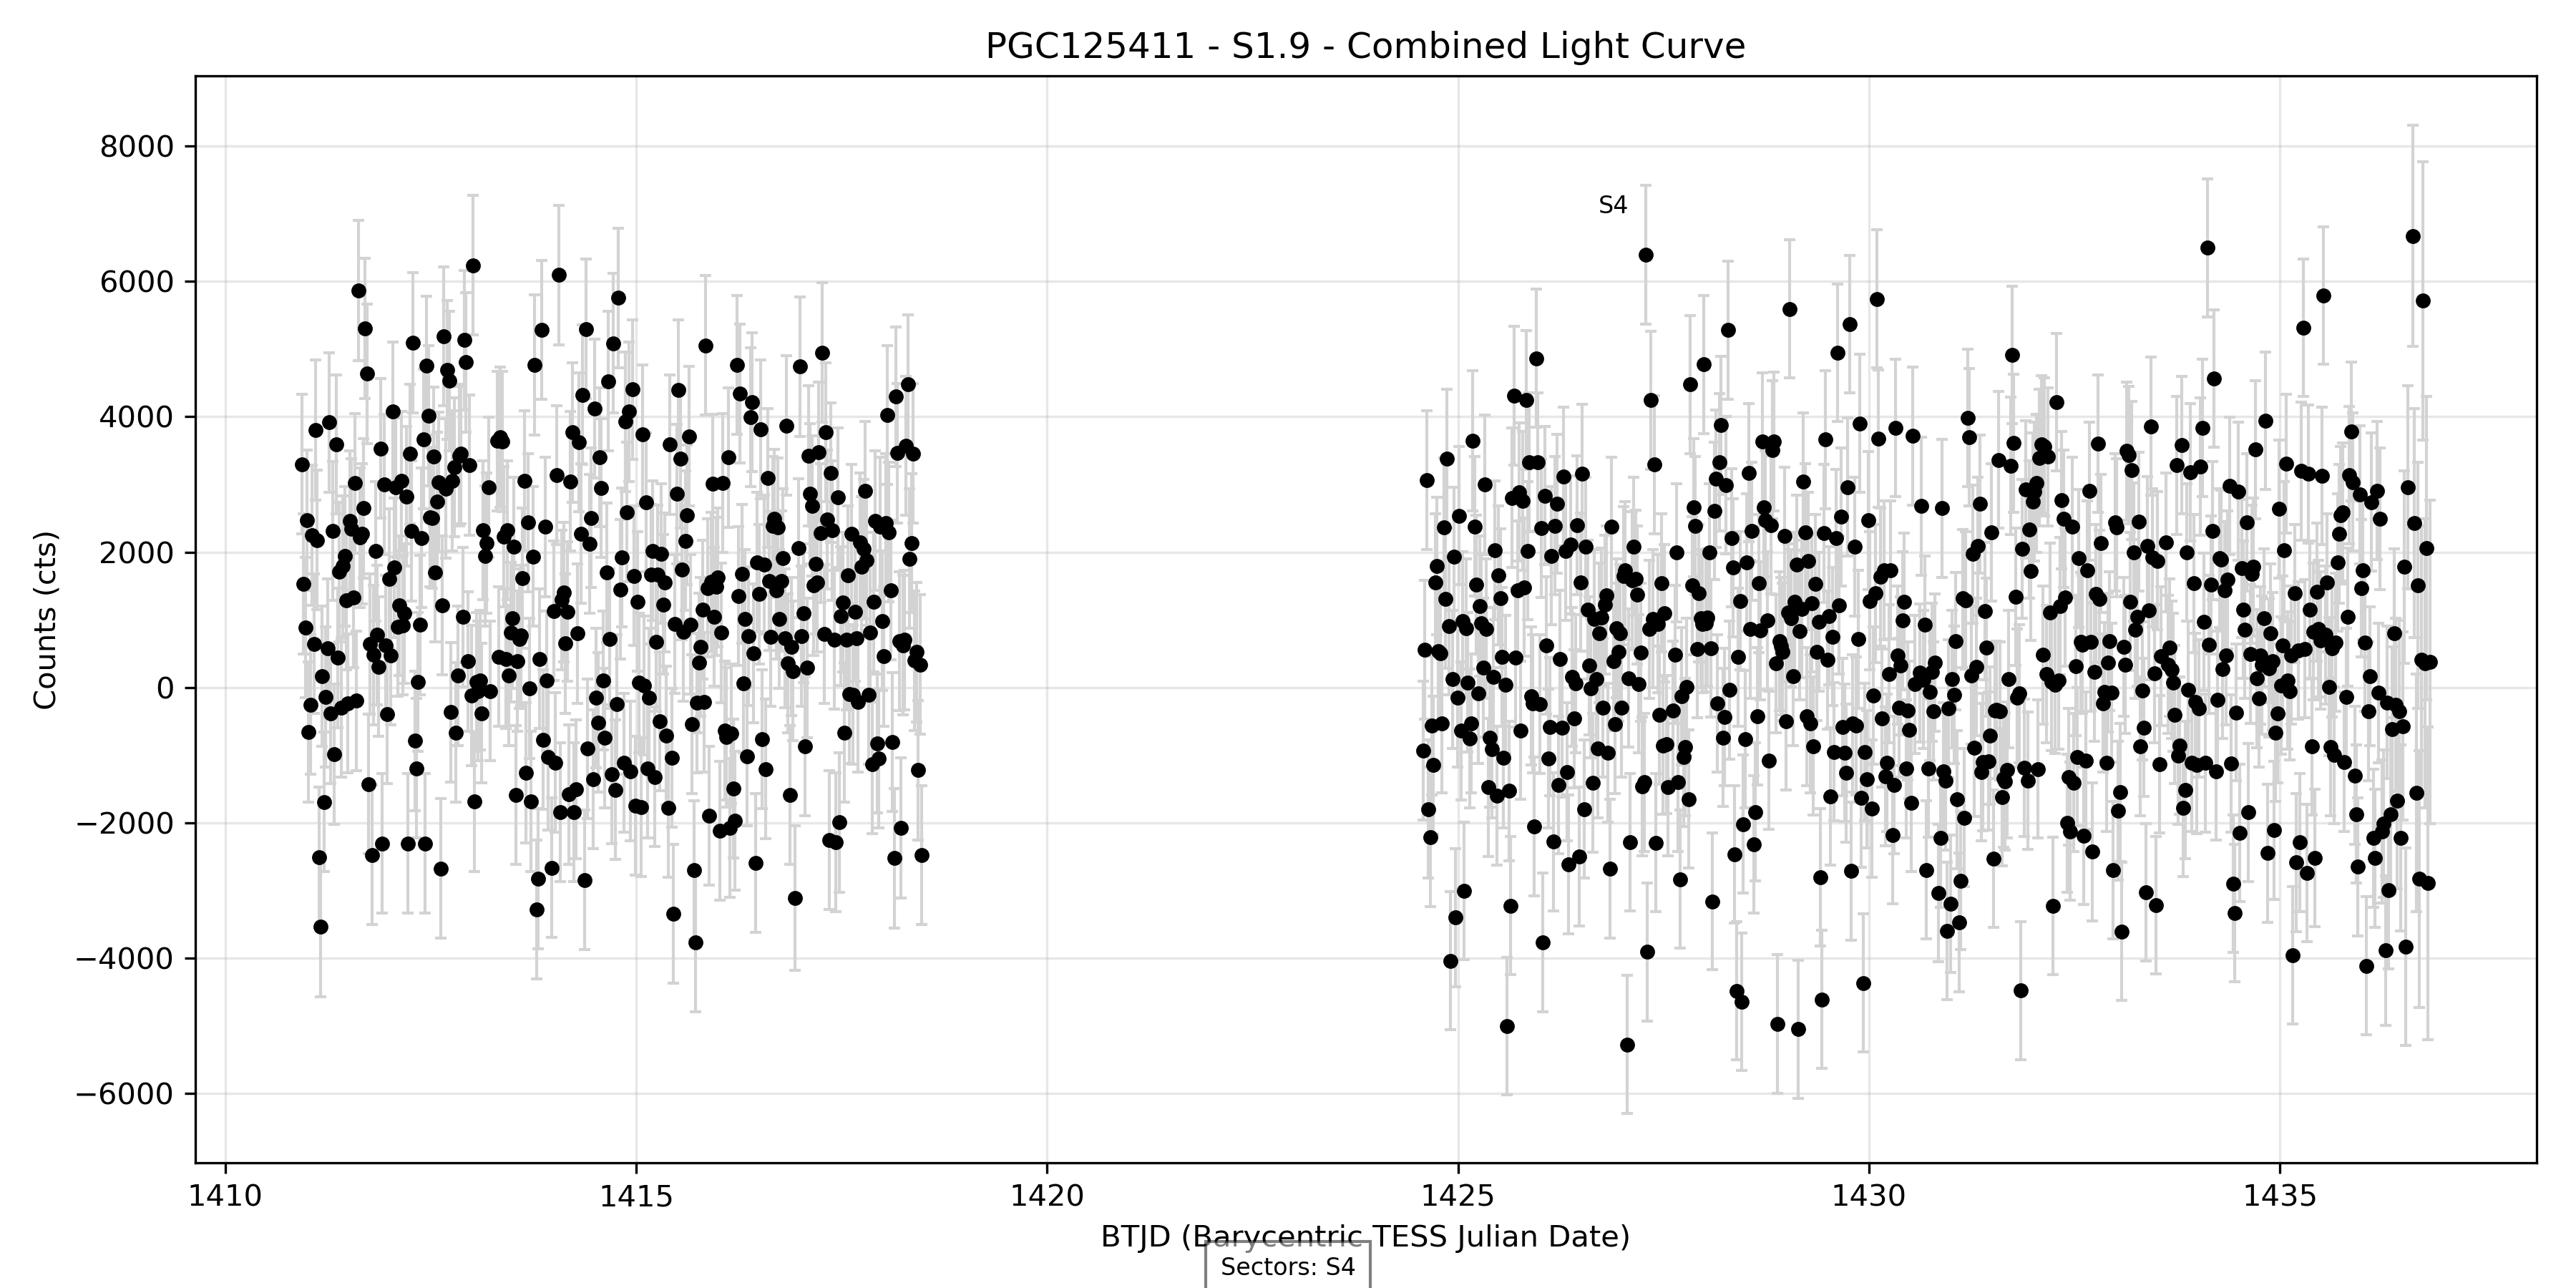 PGC125411 - S1.9 - Combined Light Curve
Counts (cts)
8000
6000
4000
2000
0
−2000
−4000
−6000
S4
1410
1415
1420
1425
1430
1435
BTJD (Barycentric TESS Julian Date)
Sectors: S4